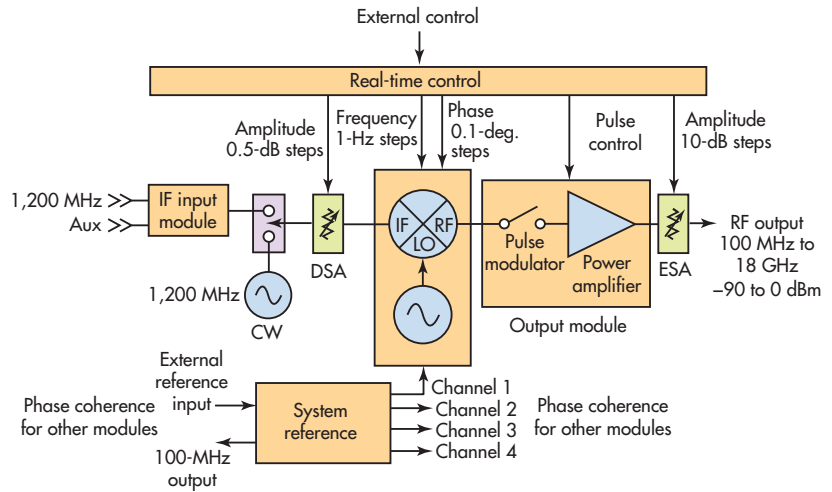 External control
Real-time control
Amplitude
0.5-dB steps
Frequency
1-Hz steps
Phase
0.1-deg.
steps
Pulse
control
Amplitude
10-dB steps
1,200 MHz
Aux
IF input
module
DSA
1,200 MHz
CW
IF
RF
LO
Pulse
modulator
Power
amplifier
ESA
RF output
100 MHz to
18 GHz
–90 to 0 dBm
Output module
External
reference
input
Phase coherence
for other modules
100-MHz
output
System
reference
Channel 1
Channel 2
Channel 3
Channel 4
Phase coherence
for other modules